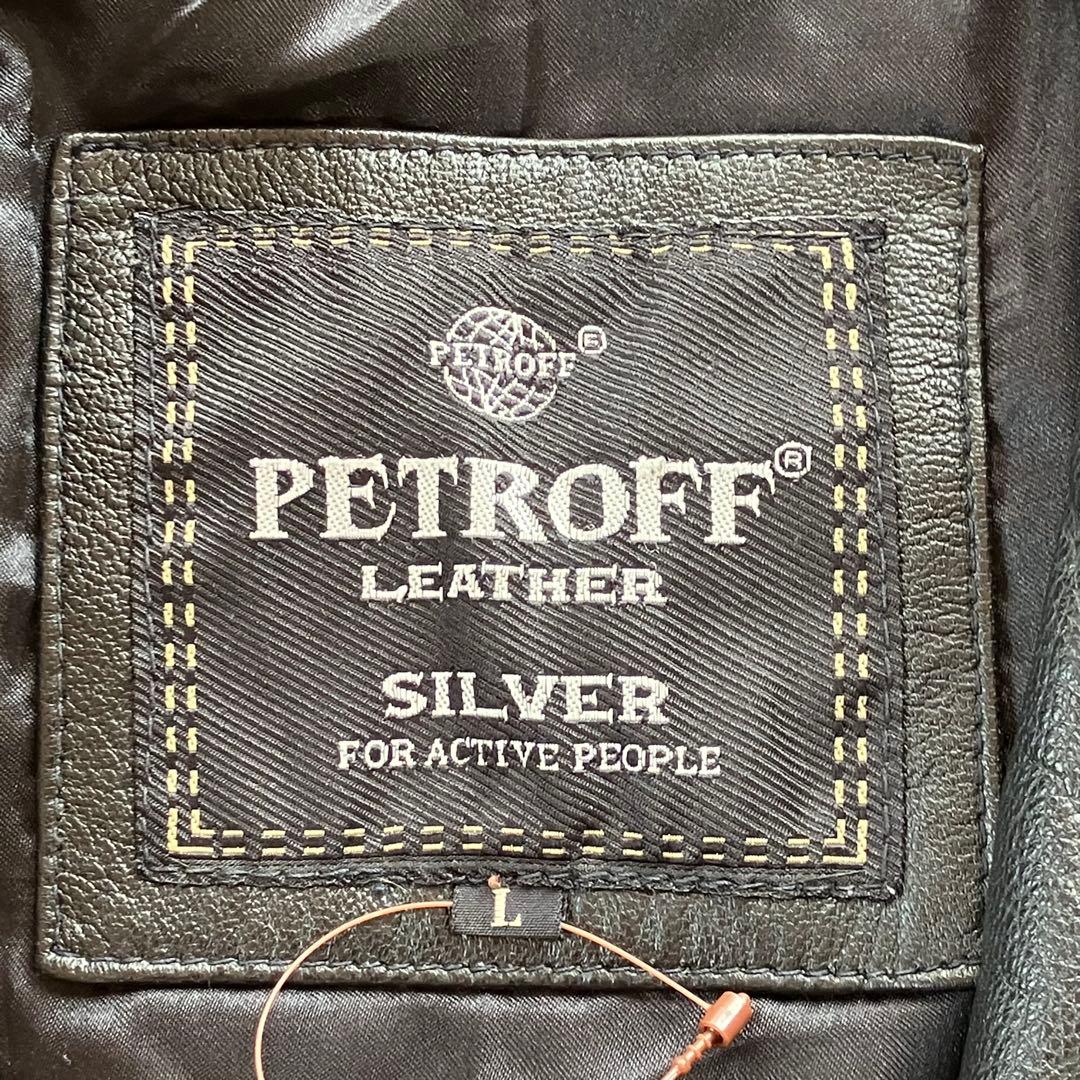 PETROFF®
PETROFF®
LEATHER
SILVER
FOR ACTIVE PEOPLE
L